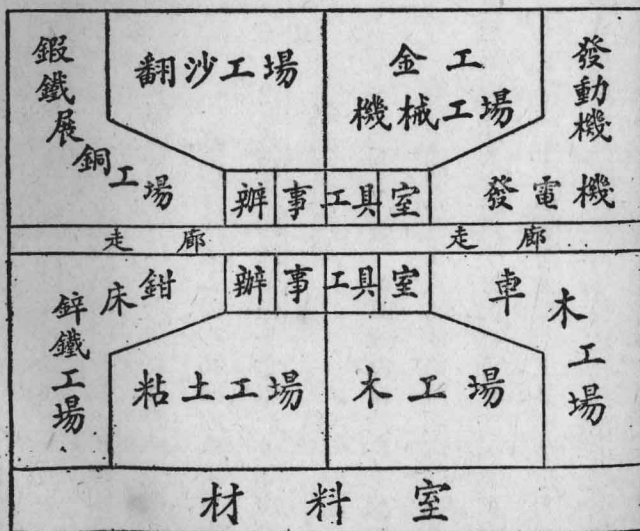 鍜鐵展銅工場
翻沙工場
金工
機械工場
發動機
發電機
辦事
工具室
走廊
走廊
鉗床
鋅鐵工場
辦事
工具室
車木工場
粘土工場
木工場
材料室